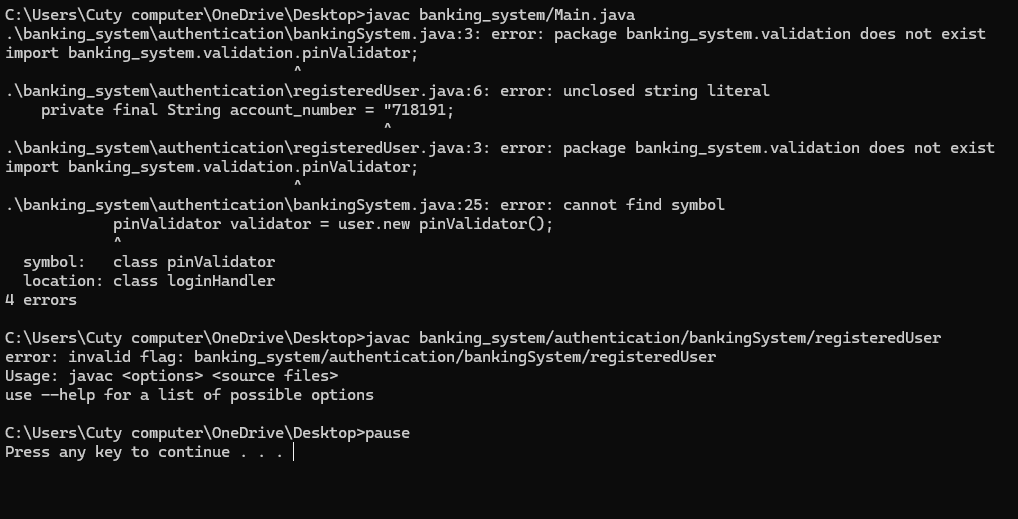 C:\Users\Cuty computer\OneDrive\Desktop>javac banking_system/Main.java
.\banking_system\authentication\bankingSystem.java:3: error: package banking_system.validation does not exist
import banking_system.validation.pinValidator;
                                ^
.\banking_system\authentication\registeredUser.java:6: error: unclosed string literal
    private final String account_number = "718191;
                                          ^
.\banking_system\authentication\registeredUser.java:3: error: package banking_system.validation does not exist
import banking_system.validation.pinValidator;
                                ^
.\banking_system\authentication\bankingSystem.java:25: error: cannot find symbol
            pinValidator validator = user.new pinValidator();
            ^
  symbol:   class pinValidator
  location: class loginHandler
4 errors

C:\Users\Cuty computer\OneDrive\Desktop>javac banking_system/authentication/bankingSystem/registeredUser
error: invalid flag: banking_system/authentication/bankingSystem/registeredUser
Usage: javac <options> <source files>
use --help for a list of possible options

C:\Users\Cuty computer\OneDrive\Desktop>pause
Press any key to continue . . .